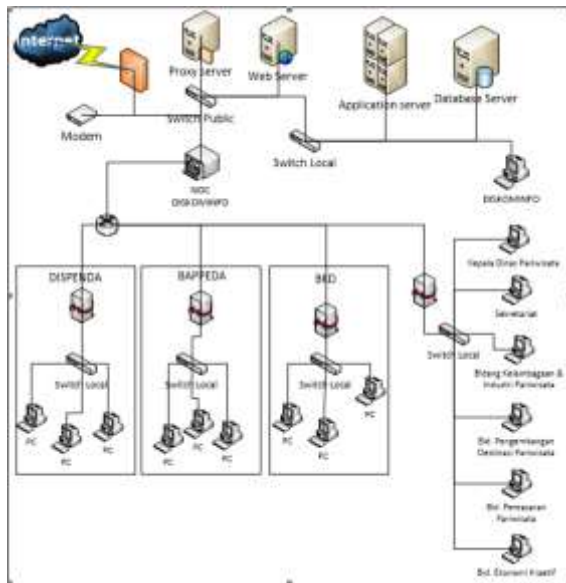 Internet
Proxy server
Web Server
Application server
Database Server
Modem
Switch Public
Switch Local
NOC
DISKOMINFO
DISKOMINFO
DISPENDA
BAPPEDA
BKD
Kepala Dinas Pariwisata
Sekretariat
Switch Local
Switch Local
Switch Local
Switch Local
Bidang Kelembagaan &
Industri Pariwisata
PC
PC
PC
PC
PC
PC
PC
PC
PC
Bid. Pengembangan
Destinasi Pariwisata
Bid. Pemasaran
Pariwisata
Bid. Ekonomi Kreatif